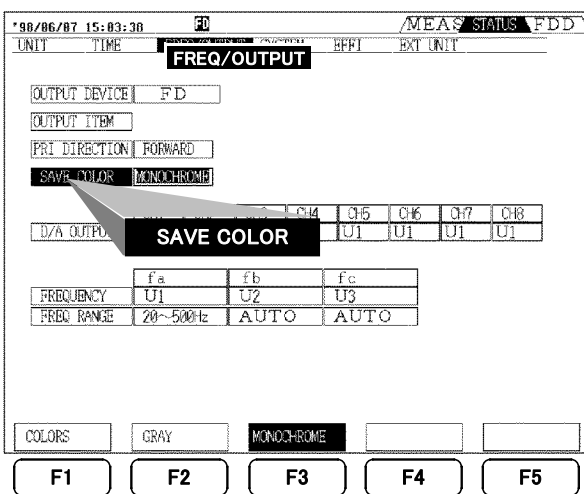 '98/06/07 15:03:38 FD /MEAS STATUS FDD
UNIT TIME EFFI EXT UNIT
FREQ/OUTPUT
OUTPUT DEVICE FD
OUTPUT ITEM
PRI DIRECTION FORWARD
SAVE COLOR MONOCHROME
CH4 CH5 CH6 CH7 CH8
D/A OUTPU U1 U1 U1 U1
SAVE COLOR
fa fb fc
FREQUENCY U1 U2 U3
FREQ RANGE 20~500Hz AUTO AUTO
COLORS GRAY MONOCHROME
F1 F2 F3 F4 F5